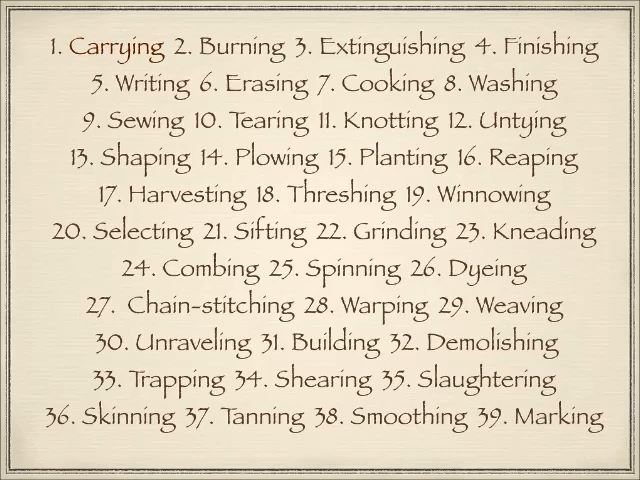 1. Carrying 2. Burning 3. Extinguishing 4. Finishing
5. Writing 6. Erasing 7. Cooking 8. Washing
9. Sewing 10. Tearing 11. Knotting 12. Untying
13. Shaping 14. Plowing 15. Planting 16. Reaping
17. Harvesting 18. Threshing 19. Winnowing
20. Selecting 21. Sifting 22. Grinding 23. Kneading
24. Combing 25. Spinning 26. Dyeing
27. Chain-stitching 28. Warping 29. Weaving
30. Unraveling 31. Building 32. Demolishing
33. Trapping 34. Shearing 35. Slaughtering
36. Skinning 37. Tanning 38. Smoothing 39. Marking